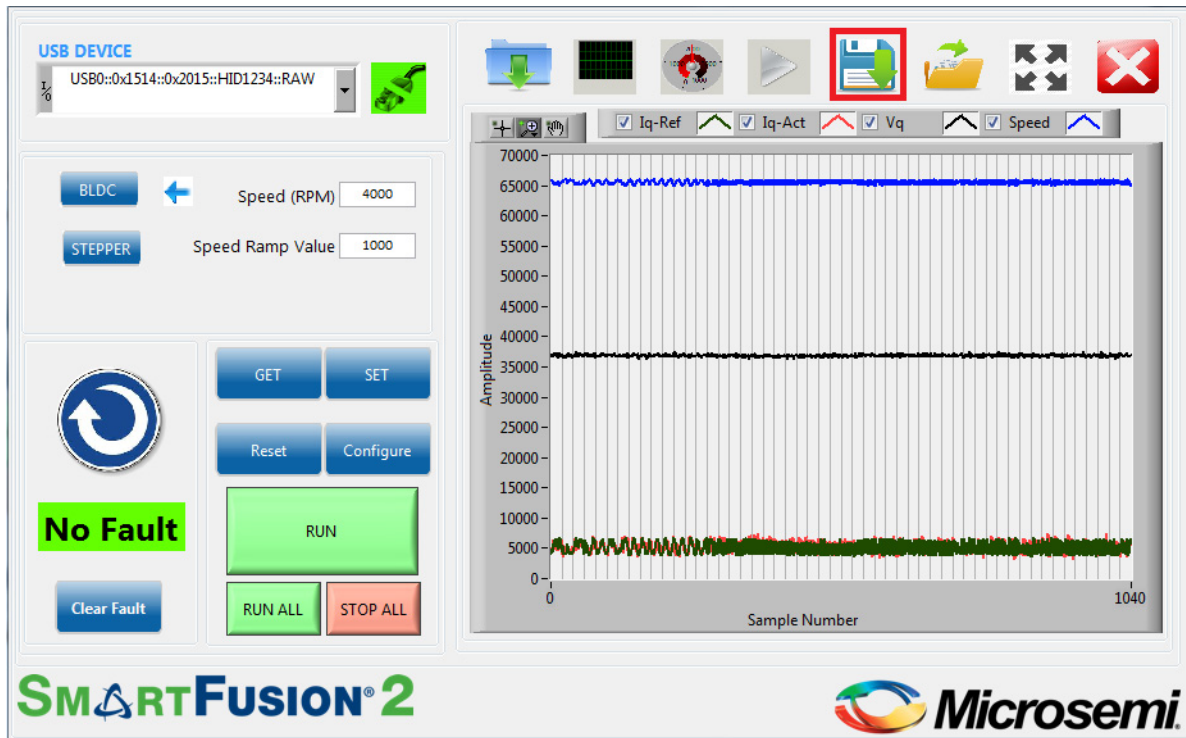 USB DEVICE
USB0::0x1514::0x2015::HID1234::RAW
BLDC
Speed (RPM) 4000
STEPPER
Speed Ramp Value 1000
GET SET
Reset Configure
No Fault
RUN
Clear Fault
RUN ALL STOP ALL
Iq-Ref Iq-Act Vq Speed
70000
65000
60000
55000
50000
45000
40000
35000
30000
25000
20000
15000
10000
5000
0
Amplitude
0 1040
Sample Number
SMARTFUSION® 2
Microsemi.